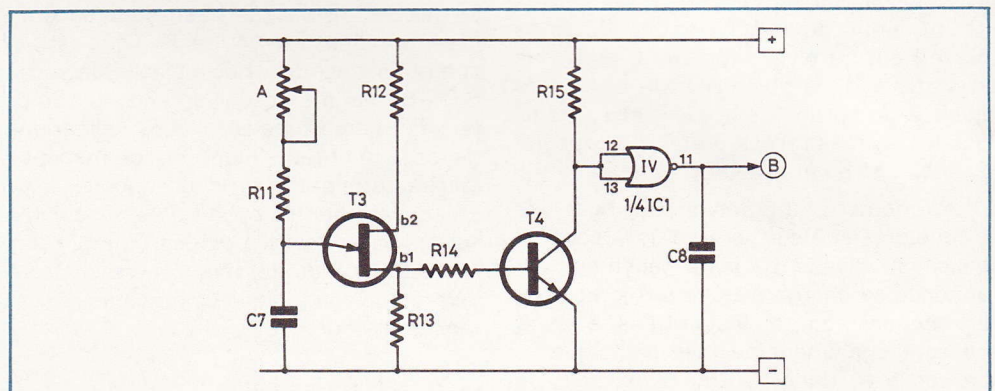 +
A
R12
R15
12
IV
11
B
13
1/4 IC1
R11
T3
b2
T4
b1
R14
C8
C7
R13
-